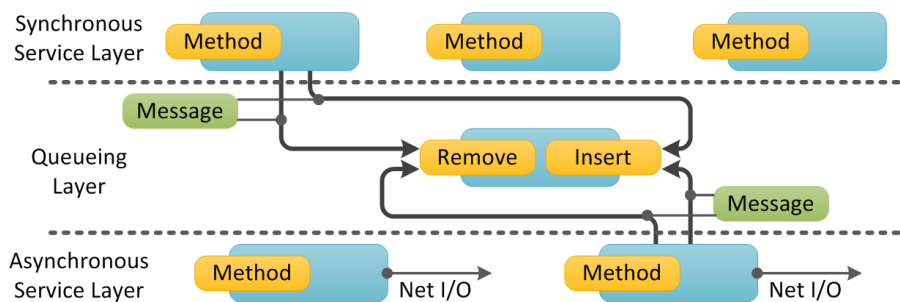 Synchronous
Service Layer
Method
Method
Method
Message
Queueing
Layer
Remove
Insert
Message
Asynchronous
Service Layer
Method
Net I/O
Method
Net I/O